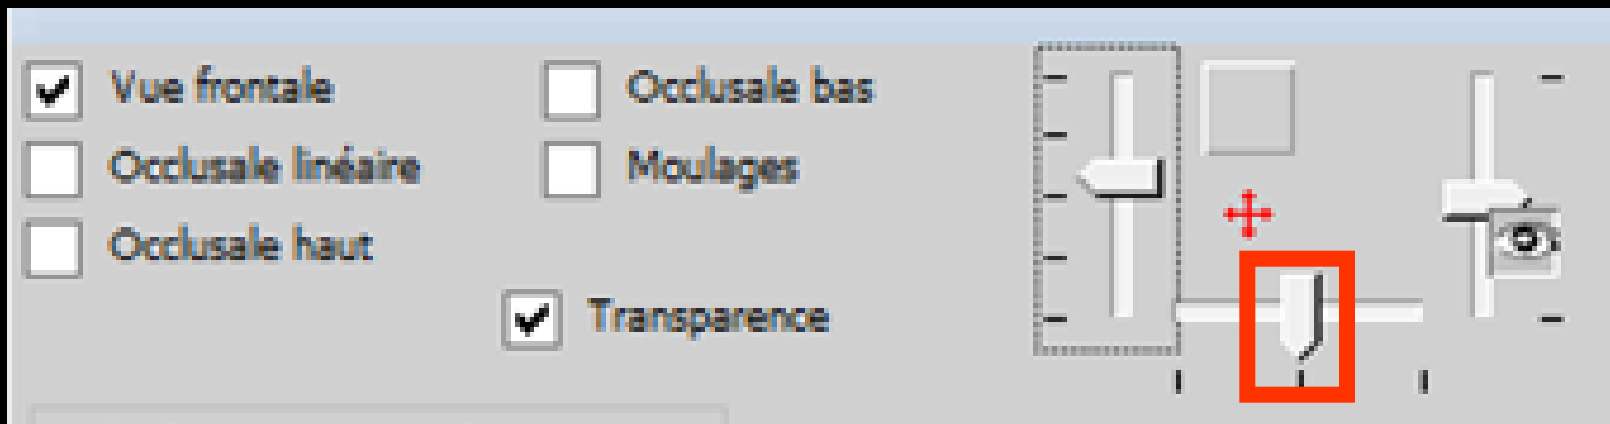 Vue frontale
Occlusale linéaire
Occlusale haut
Occlusale bas
Moulages
Transparence